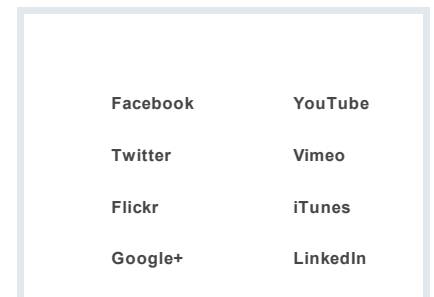 Facebook YouTube
Twitter Vimeo
Flickr iTunes
Google+ LinkedIn